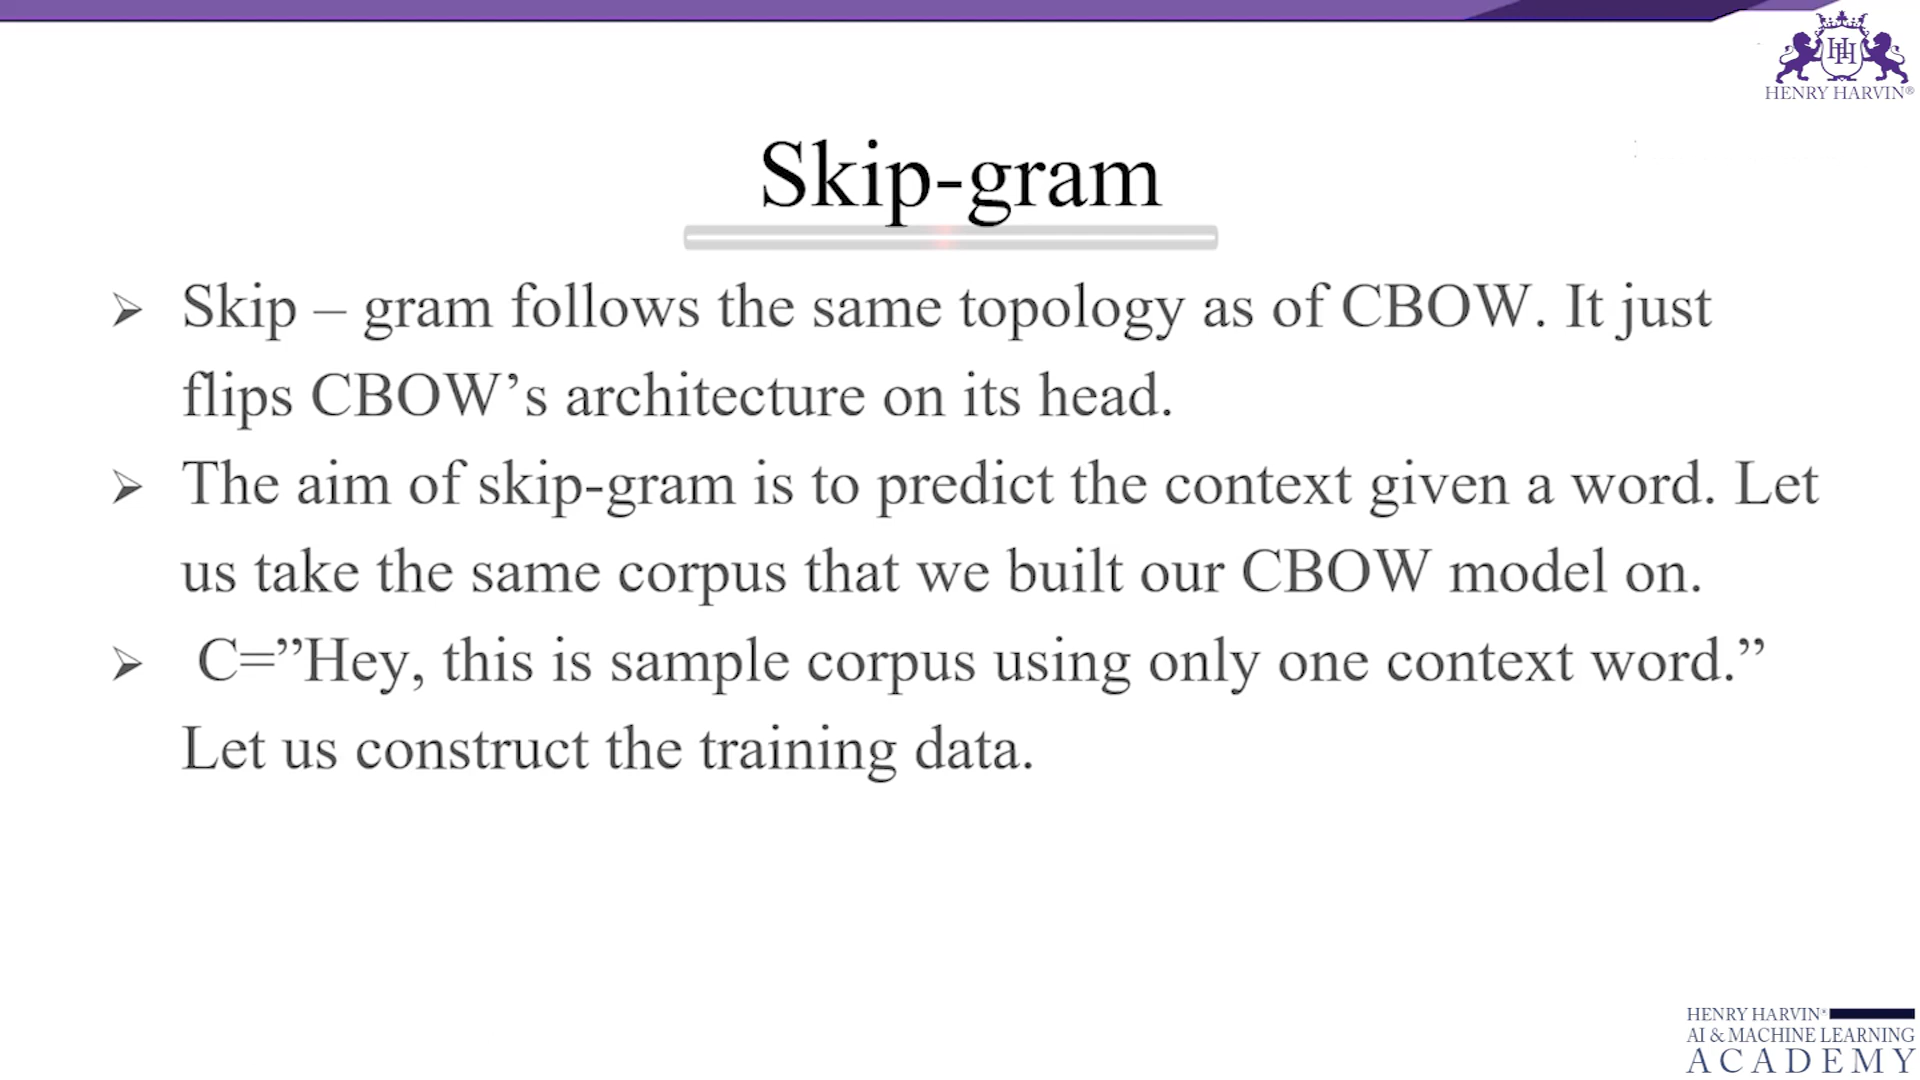 HENRY HARVIN®
Skip-gram
Skip – gram follows the same topology as of CBOW. It just
flips CBOW’s architecture on its head.
The aim of skip-gram is to predict the context given a word. Let
us take the same corpus that we built our CBOW model on.
C=”Hey, this is sample corpus using only one context word.”
Let us construct the training data.
HENRY HARVIN®
AI & MACHINE LEARNING
ACADEMY